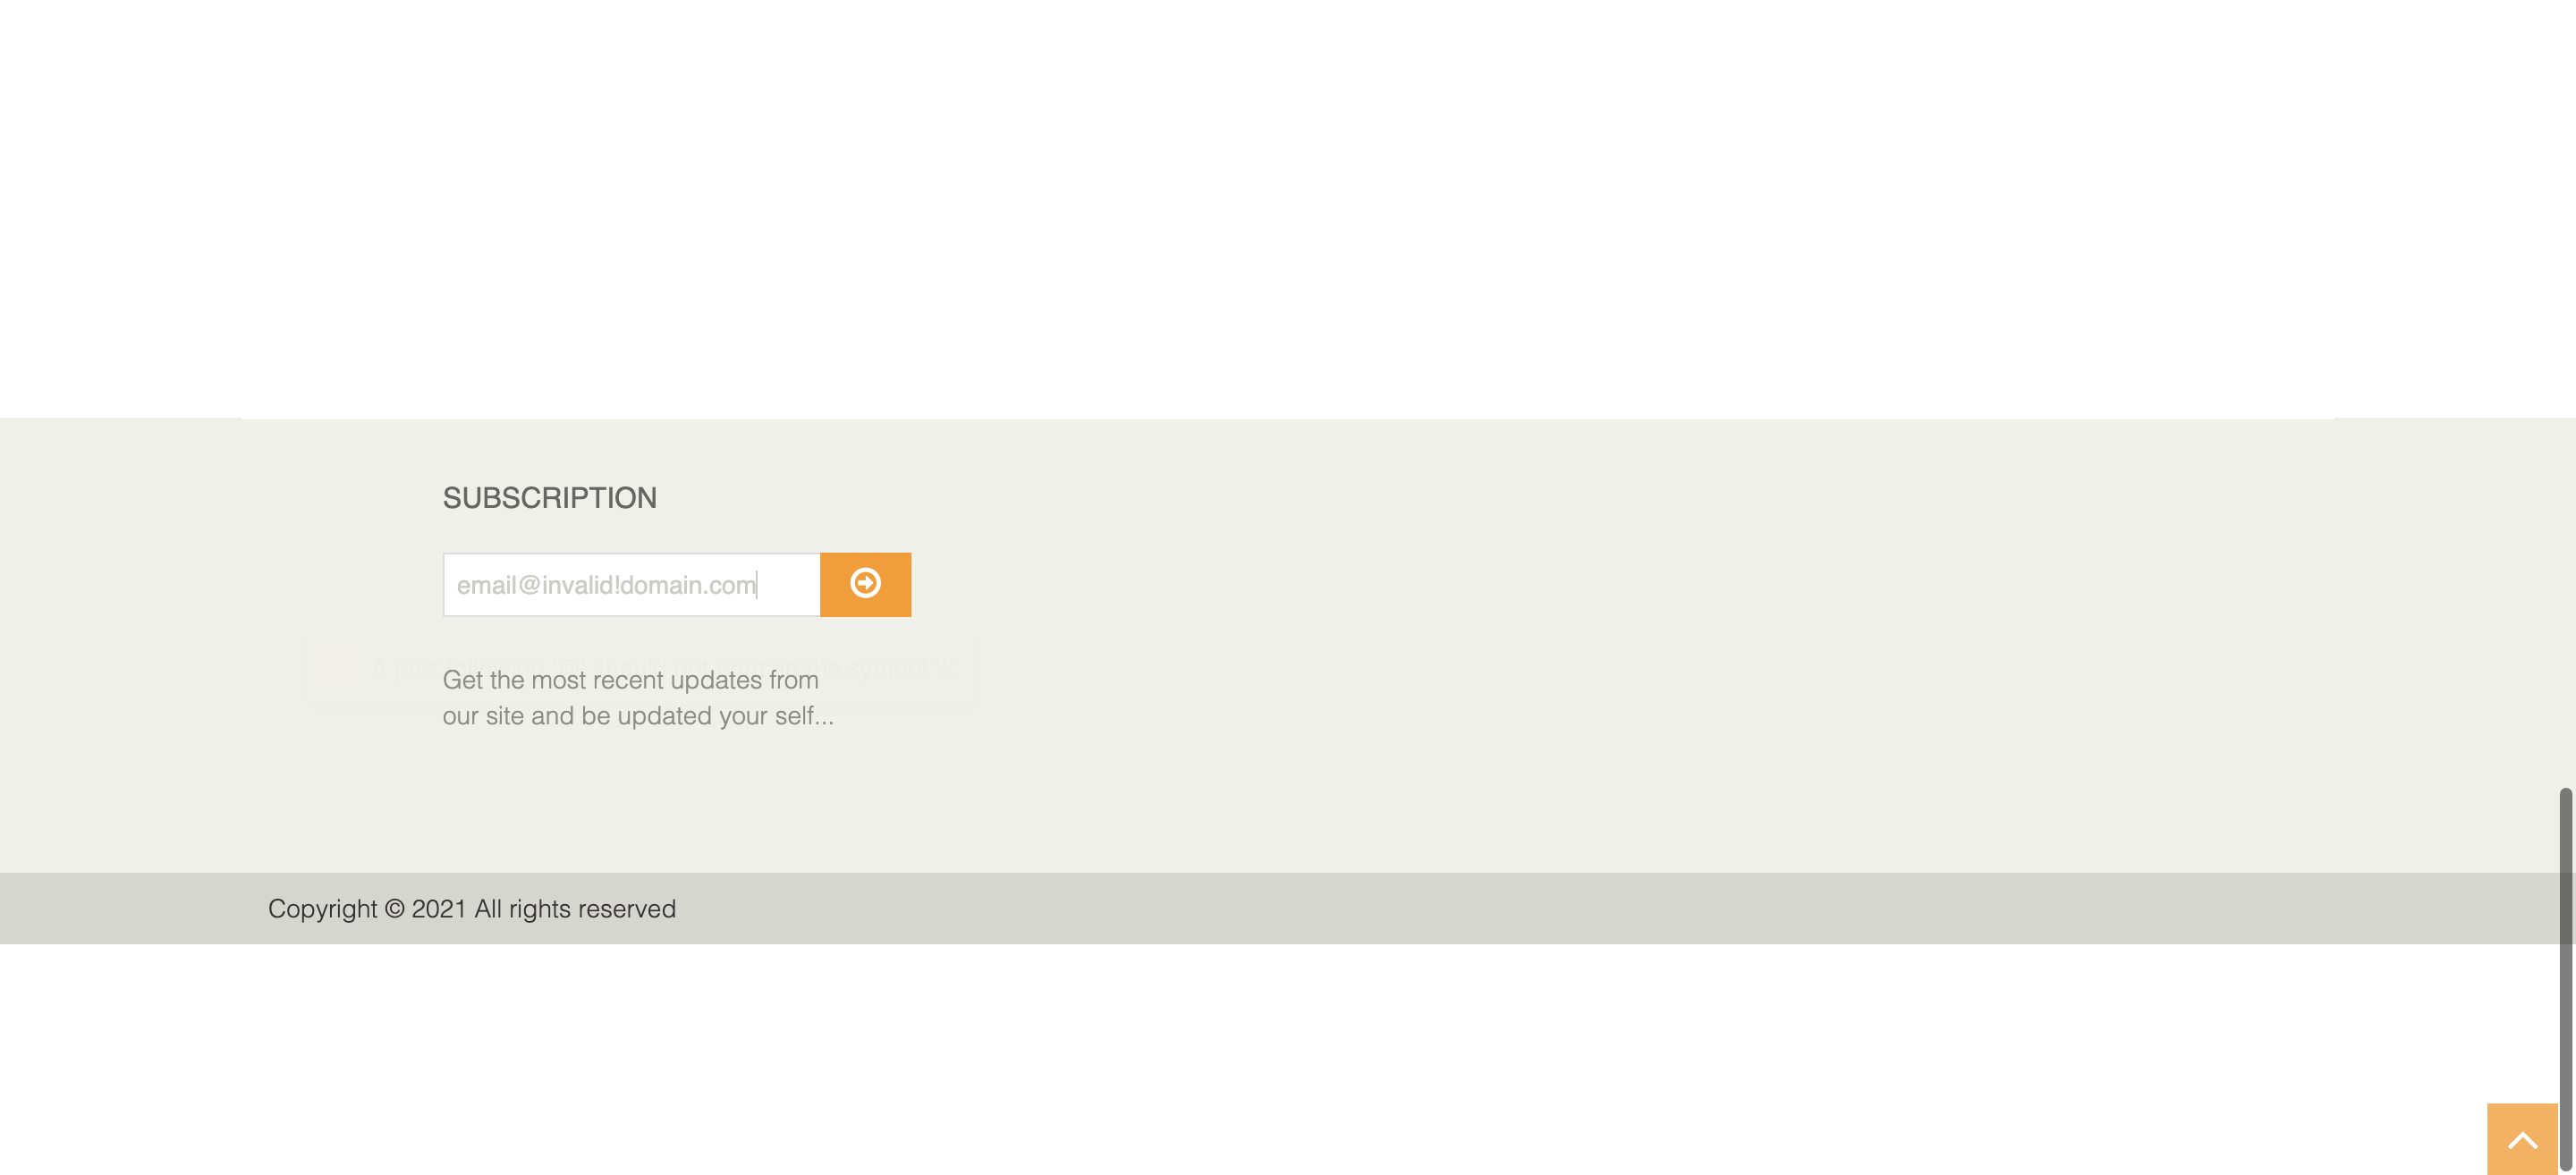 SUBSCRIPTION
email@invalid!domain.com
A part following '@' should not contain the symbol '!'.
Get the most recent updates from
our site and be updated your self...
Copyright © 2021 All rights reserved